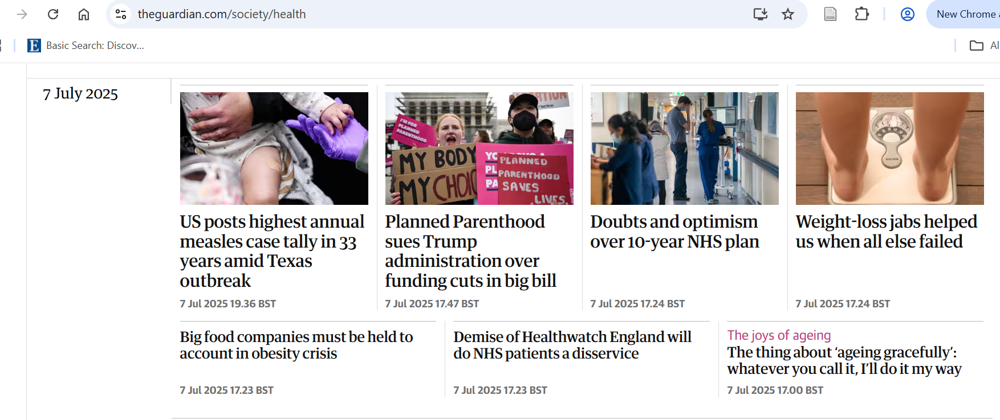 theguardian.com/society/health
New Chrome
Basic Search: Discov...
Al
7 July 2025
I'M FOR
PLANNED
PARENTHOOD
MY BODY
MY CHOIC
PLANNED
PARENTHOOD
SAVES
LIVES.
action
SALTER
US posts highest annual
measles case tally in 33
years amid Texas
outbreak
7 Jul 2025 19.36 BST
Planned Parenthood
sues Trump
administration over
funding cuts in big bill
7 Jul 2025 17.47 BST
Doubts and optimism
over 10-year NHS plan
7 Jul 2025 17.24 BST
Weight-loss jabs helped
us when all else failed
7 Jul 2025 17.24 BST
Big food companies must be held to
account in obesity crisis
7 Jul 2025 17.23 BST
Demise of Healthwatch England will
do NHS patients a disservice
7 Jul 2025 17.23 BST
The joys of ageing
The thing about ‘ageing gracefully’:
whatever you call it, I’ll do it my way
7 Jul 2025 17.00 BST